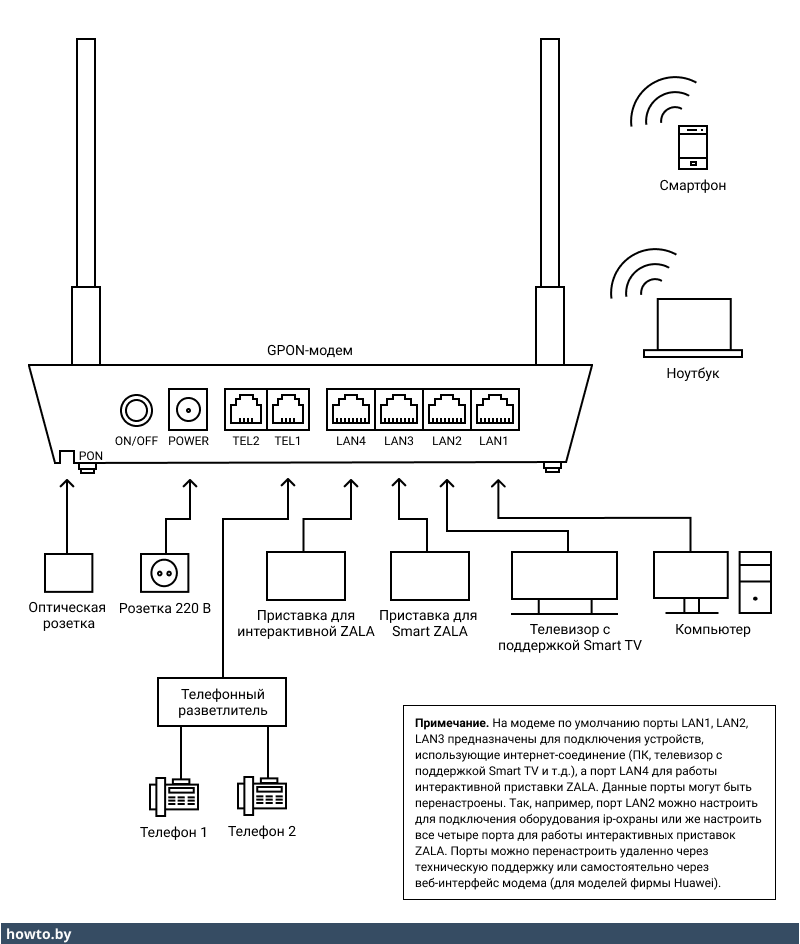 Смартфон
Ноутбук
GPON-модем
ON/OFF
POWER
TEL2
TEL1
LAN4
LAN3
LAN2
LAN1
PON
Оптическая
розетка
Розетка 220 В
Приставка для
интерактивной ZALA
Приставка для
Smart ZALA
Телевизор с
поддержкой Smart TV
Компьютер
Телефонный
разветлитель
Телефон 1
Телефон 2
Примечание. На модеме по умолчанию порты LAN1, LAN2,
LAN3 предназначены для подключения устройств,
использующие интернет-соединение (ПК, телевизор с
поддержкой Smart TV и т.д.), а порт LAN4 для работы
интерактивной приставки ZALA. Данные порты могут быть
перенастроены. Так, например, порт LAN2 можно настроить
для подключения оборудования ip-охраны или же настроить
все четыре порта для работы интерактивных приставок
ZALA. Порты можно перенастроить удаленно через
техническую поддержку или самостоятельно через
веб-интерфейс модема (для моделей фирмы Huawei).
howto.by